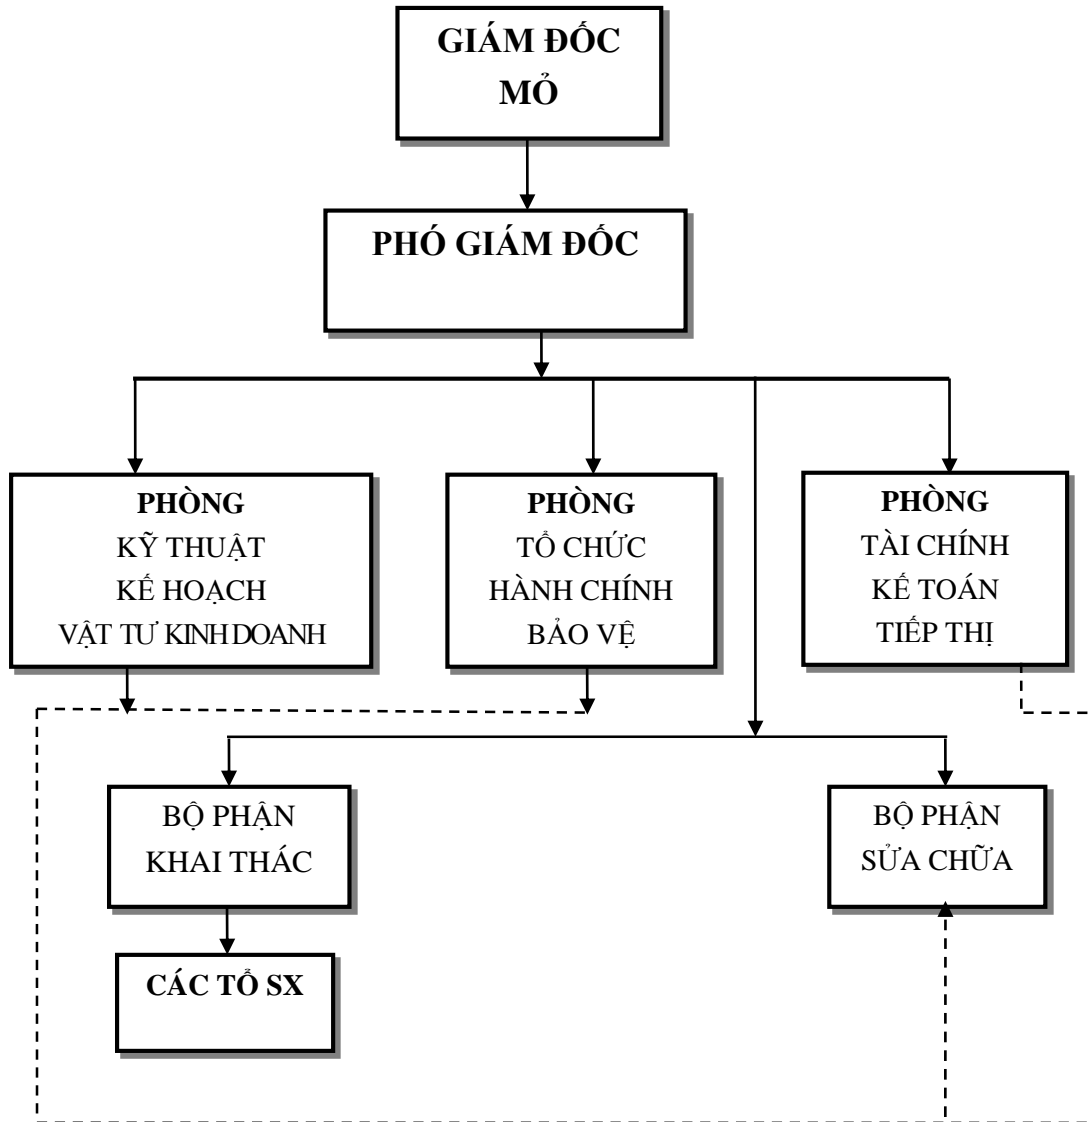 GIÁM ĐỐC
MỎ
PHÓ GIÁM ĐỐC
PHÒNG
KỸ THUẬT
KẾ HOẠCH
VẬT TƯ KINH DOANH
PHÒNG
TỔ CHỨC
HÀNH CHÍNH
BẢO VỆ
PHÒNG
TÀI CHÍNH
KẾ TOÁN
TIẾP THỊ
BỘ PHẬN
KHAI THÁC
BỘ PHẬN
SỬA CHỮA
CÁC TỔ SX